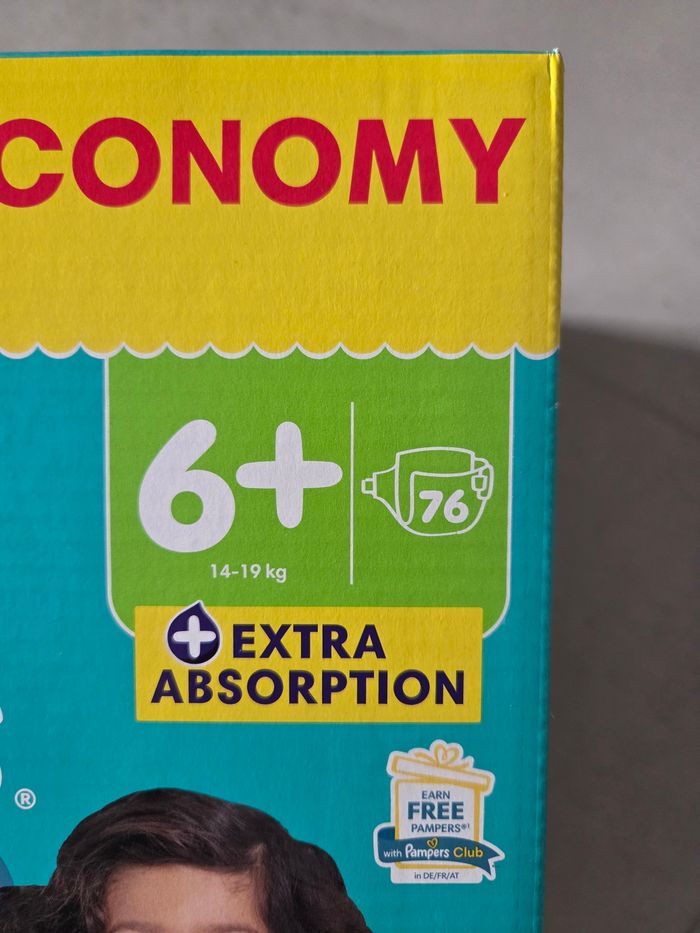 CONOMY
6+
76
14-19 kg
EXTRA
ABSORPTION
®
EARN
FREE
PAMPERS®¹
with Pampers Club
in DE/FR/AT